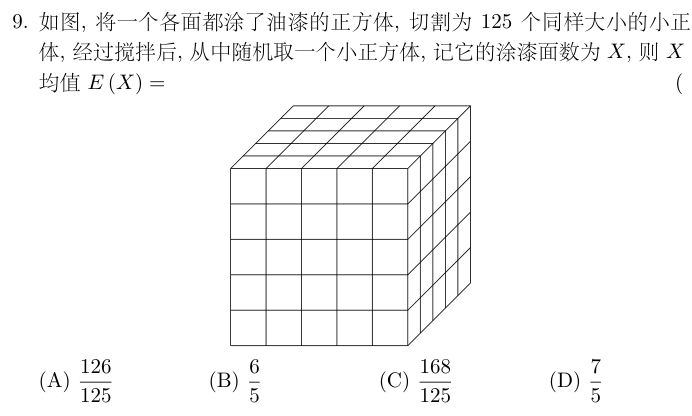 9. 如图, 将一个各面都涂了油漆的正方体, 切割为 125 个同样大小的小正
体, 经过搅拌后, 从中随机取一个小正方体, 记它的涂漆面数为 X, 则 X
均值 E (X) = (
(A) 126/125 (B) 6/5 (C) 168/125 (D) 7/5